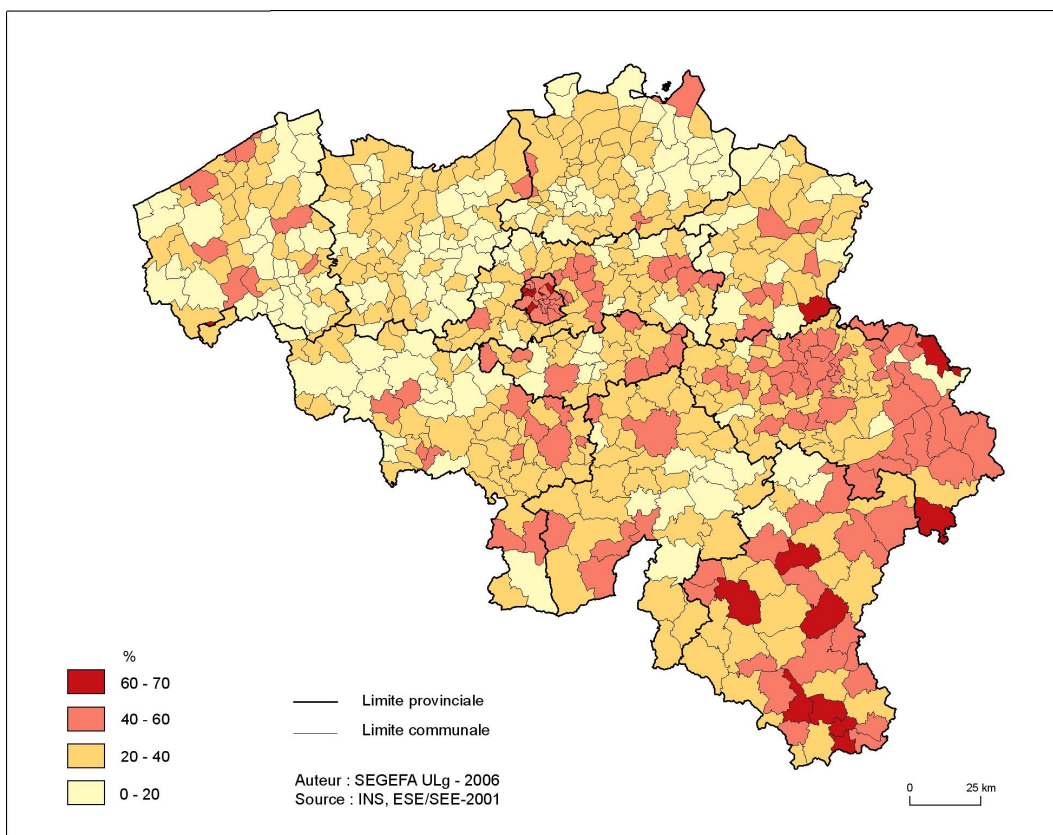 %
60 - 70
40 - 60
20 - 40
0 - 20
Limite provinciale
Limite communale
Auteur : SEGEFA ULg - 2006
Source : INS, ESE/SEE-2001
0 25 km